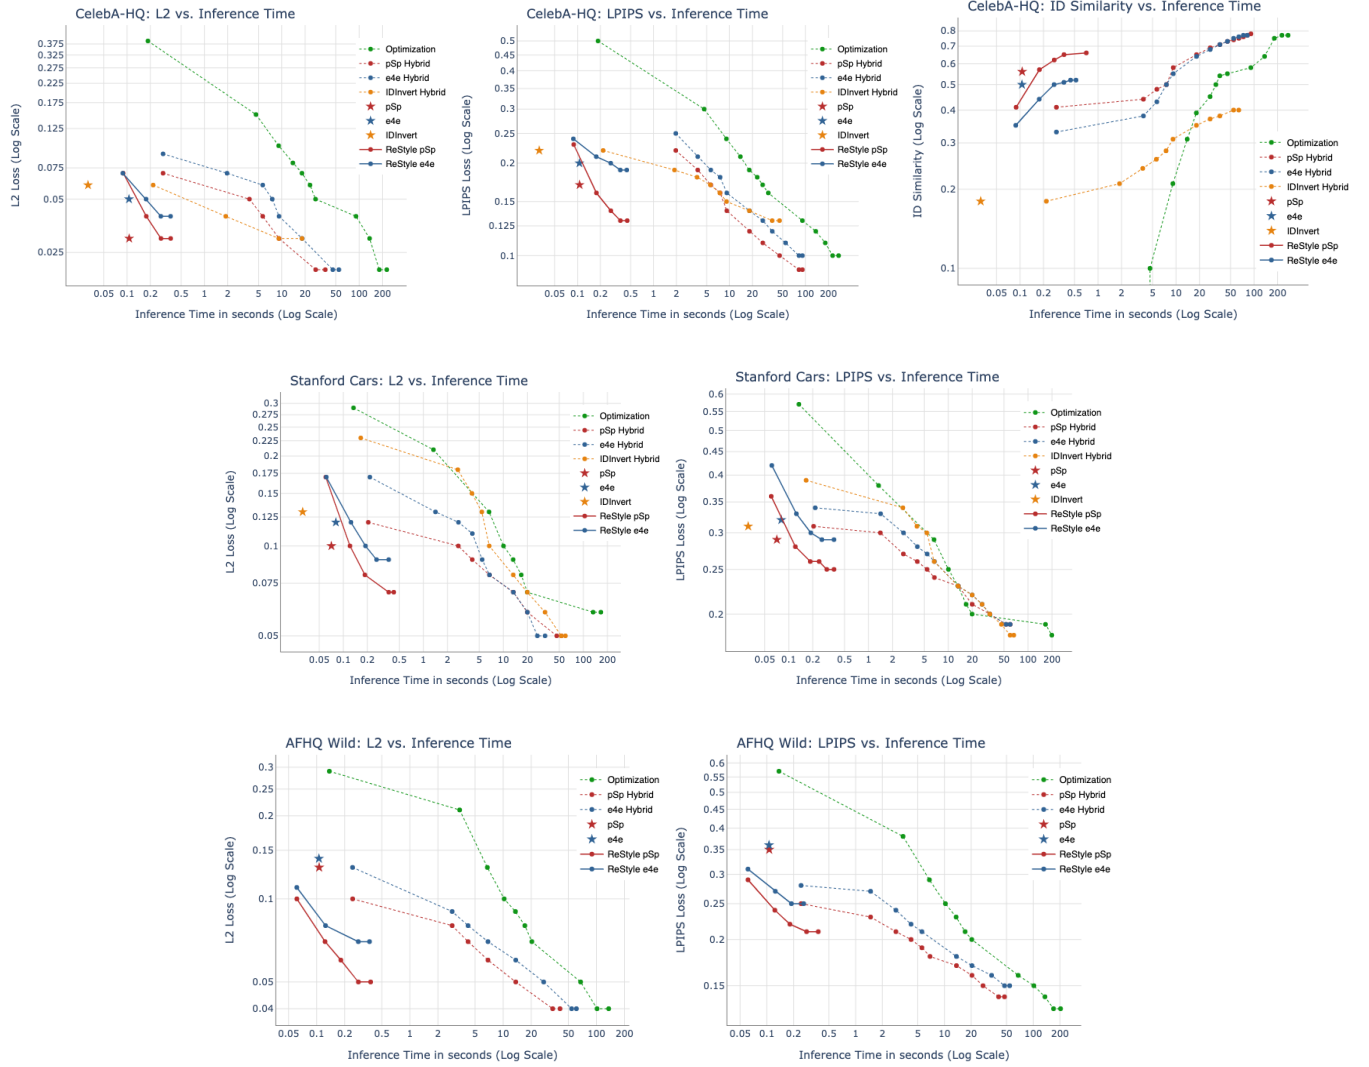 CelebA-HQ: L2 vs. Inference Time
L2 Loss (Log Scale)
0.375
0.325
0.275
0.225
0.175
0.125
0.075
0.05
0.025
0.05 0.1 0.2 0.5 1 2 5 10 20 50 100 200
Inference Time in seconds (Log Scale)
Optimization
pSp Hybrid
e4e Hybrid
IDInvert Hybrid
pSp
e4e
IDInvert
ReStyle pSp
ReStyle e4e
CelebA-HQ: LPIPS vs. Inference Time
LPIPS Loss (Log Scale)
0.5
0.45
0.4
0.35
0.3
0.25
0.2
0.15
0.125
0.1
0.05 0.1 0.2 0.5 1 2 5 10 20 50 100 200
Inference Time in seconds (Log Scale)
Optimization
pSp Hybrid
e4e Hybrid
IDInvert Hybrid
pSp
e4e
IDInvert
ReStyle pSp
ReStyle e4e
CelebA-HQ: ID Similarity vs. Inference Time
ID Similarity (Log Scale)
0.8
0.7
0.6
0.5
0.4
0.3
0.2
0.1
0.05 0.1 0.2 0.5 1 2 5 10 20 50 100 200
Inference Time in seconds (Log Scale)
Optimization
pSp Hybrid
e4e Hybrid
IDInvert Hybrid
pSp
e4e
IDInvert
ReStyle pSp
ReStyle e4e
Stanford Cars: L2 vs. Inference Time
L2 Loss (Log Scale)
0.3
0.275
0.25
0.225
0.2
0.175
0.15
0.125
0.1
0.075
0.05
0.05 0.1 0.2 0.5 1 2 5 10 20 50 100 200
Inference Time in seconds (Log Scale)
Optimization
pSp Hybrid
e4e Hybrid
IDInvert Hybrid
pSp
e4e
IDInvert
ReStyle pSp
ReStyle e4e
Stanford Cars: LPIPS vs. Inference Time
LPIPS Loss (Log Scale)
0.6
0.55
0.5
0.45
0.4
0.35
0.3
0.25
0.2
0.05 0.1 0.2 0.5 1 2 5 10 20 50 100 200
Inference Time in seconds (Log Scale)
Optimization
pSp Hybrid
e4e Hybrid
IDInvert Hybrid
pSp
e4e
IDInvert
ReStyle pSp
ReStyle e4e
AFHQ Wild: L2 vs. Inference Time
L2 Loss (Log Scale)
0.3
0.25
0.2
0.15
0.1
0.05
0.04
0.05 0.1 0.2 0.5 1 2 5 10 20 50 100 200
Inference Time in seconds (Log Scale)
Optimization
pSp Hybrid
e4e Hybrid
pSp
e4e
ReStyle pSp
ReStyle e4e
AFHQ Wild: LPIPS vs. Inference Time
LPIPS Loss (Log Scale)
0.6
0.55
0.5
0.45
0.4
0.35
0.3
0.25
0.2
0.15
0.05 0.1 0.2 0.5 1 2 5 10 20 50 100 200
Inference Time in seconds (Log Scale)
Optimization
pSp Hybrid
e4e Hybrid
pSp
e4e
ReStyle pSp
ReStyle e4e